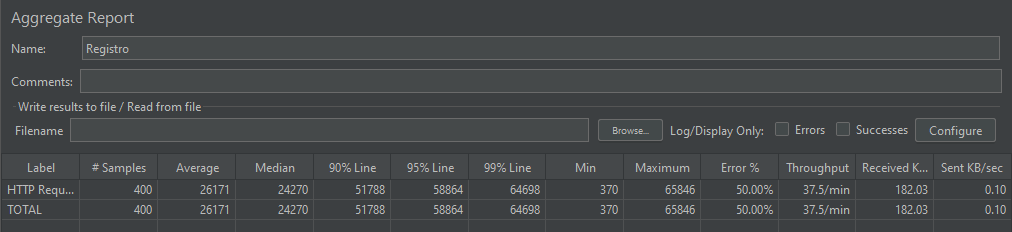 Aggregate Report
Name: Registro
Comments:
Write results to file / Read from file
Filename Browse... Log/Display Only: Errors Successes Configure
Label # Samples Average Median 90% Line 95% Line 99% Line Min Maximum Error % Throughput Received K... Sent KB/sec
HTTP Requ... 400 26171 24270 51788 58864 64698 370 65846 50.00% 37.5/min 182.03 0.10
TOTAL 400 26171 24270 51788 58864 64698 370 65846 50.00% 37.5/min 182.03 0.10